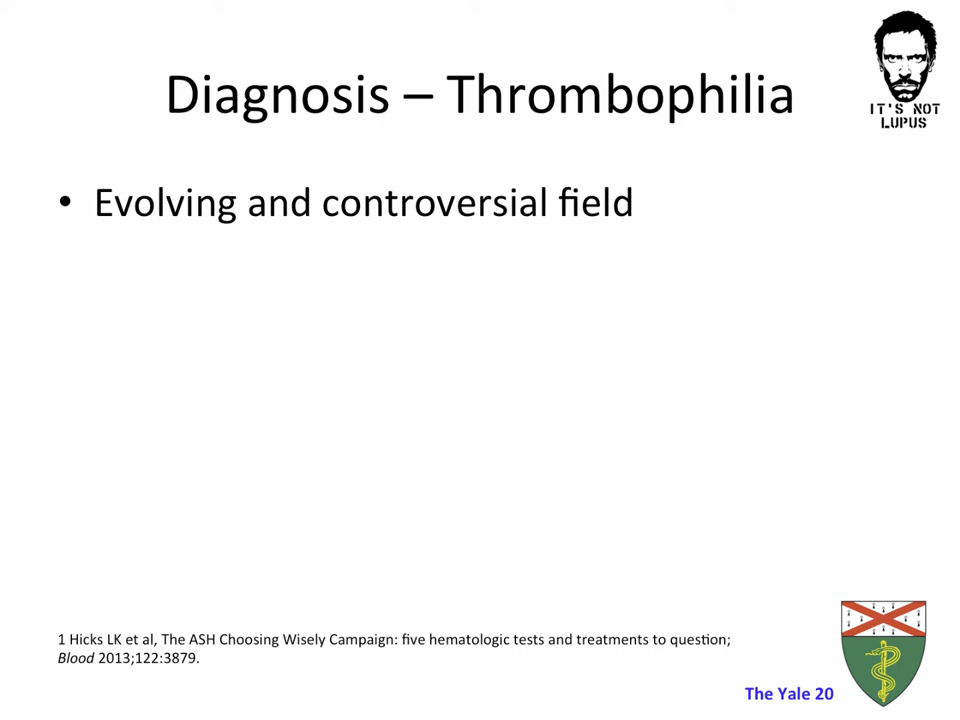 IT'S NOT
LUPUS
Diagnosis – Thrombophilia
• Evolving and controversial field
1 Hicks LK et al, The ASH Choosing Wisely Campaign: five hematologic tests and treatments to question;
Blood 2013;122:3879.
The Yale 20